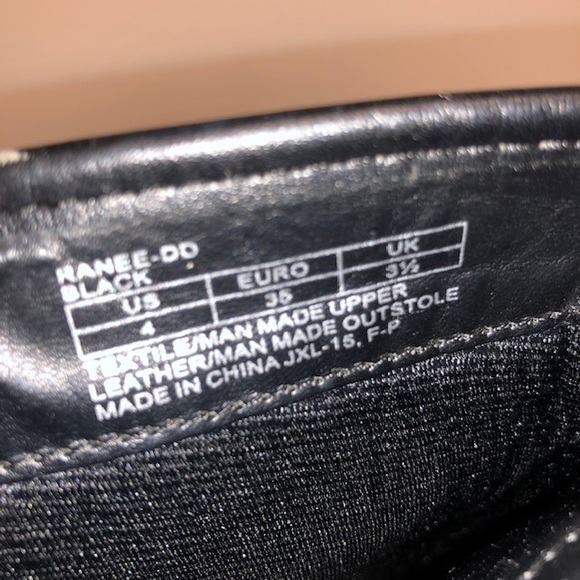 RANEE-DD
BLACK
US EURO UK
4 35 3½
TEXTILE/MAN MADE UPPER
LEATHER/MAN MADE OUTSTOLE
MADE IN CHINA JXL-15, F-P